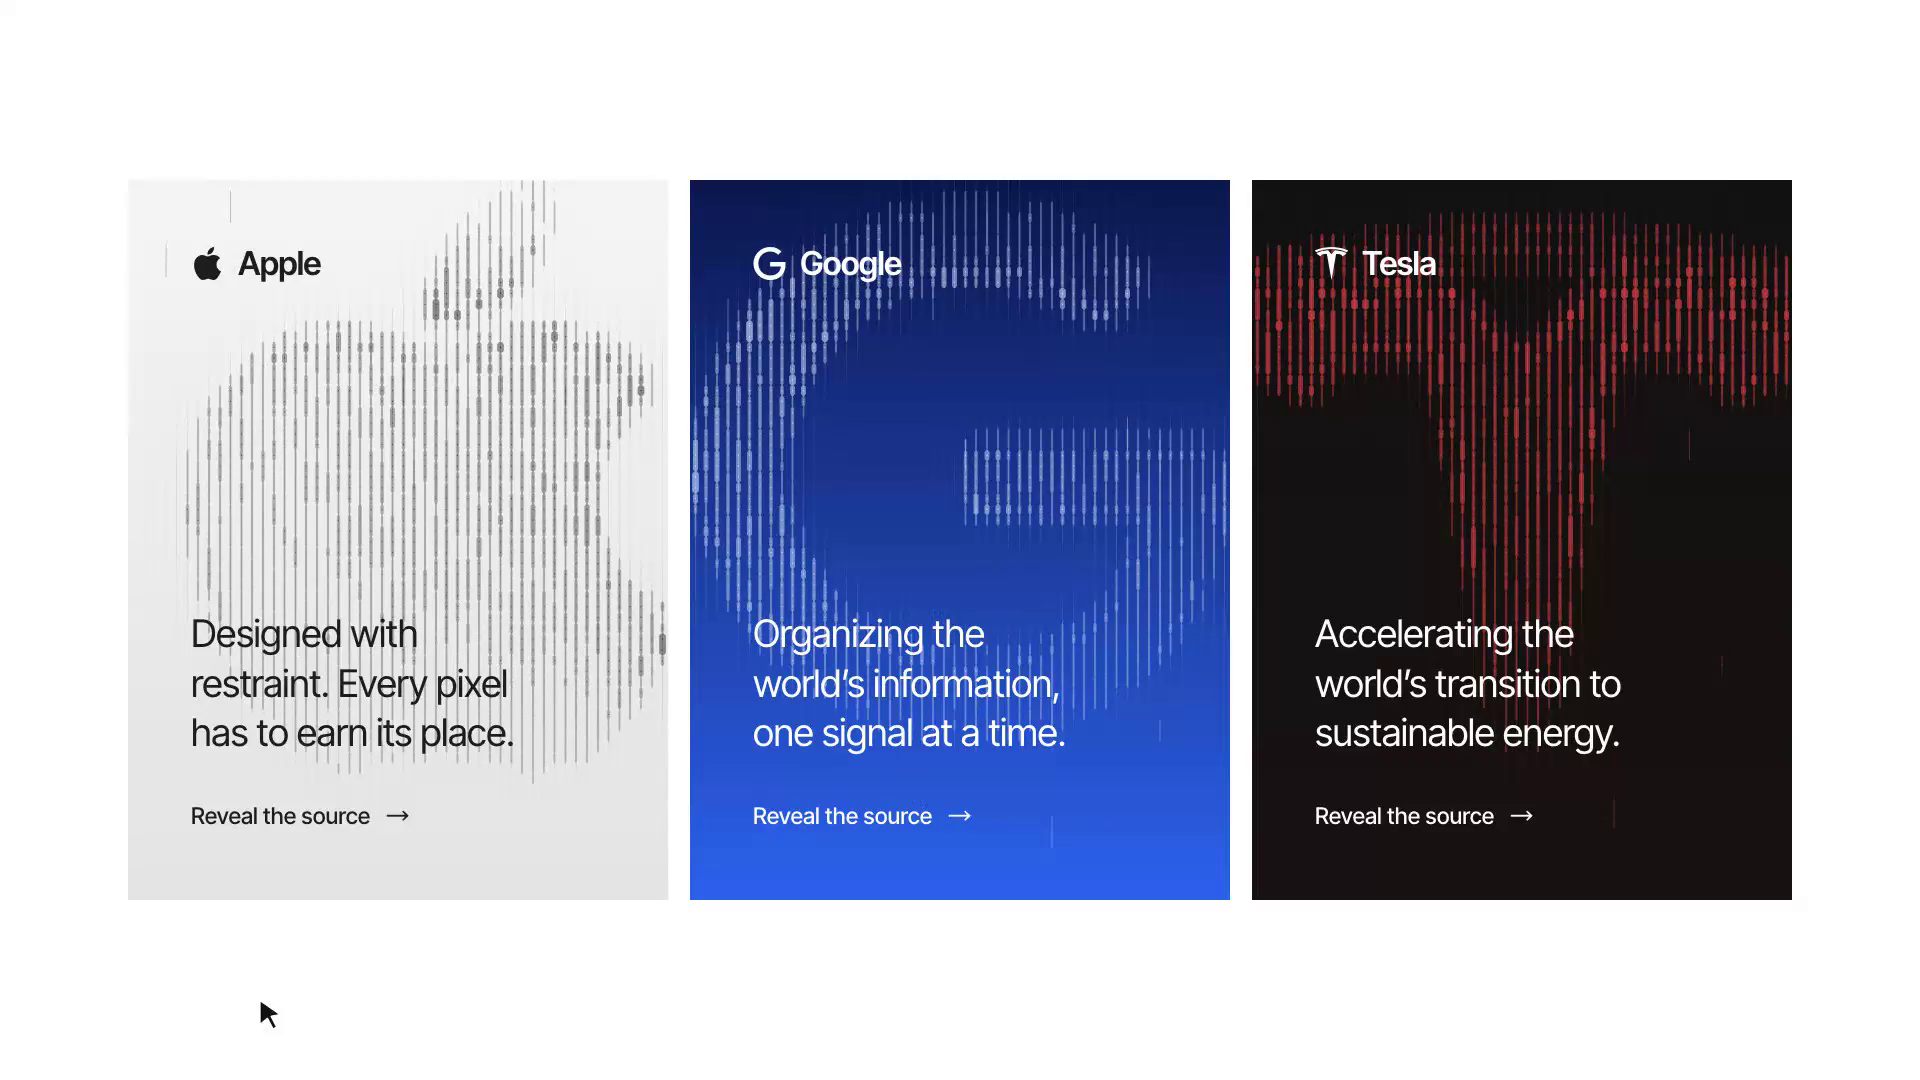 Apple
Designed with
restraint. Every pixel
has to earn its place.
Reveal the source →
Google
Organizing the
world’s information,
one signal at a time.
Reveal the source →
Tesla
Accelerating the
world’s transition to
sustainable energy.
Reveal the source →